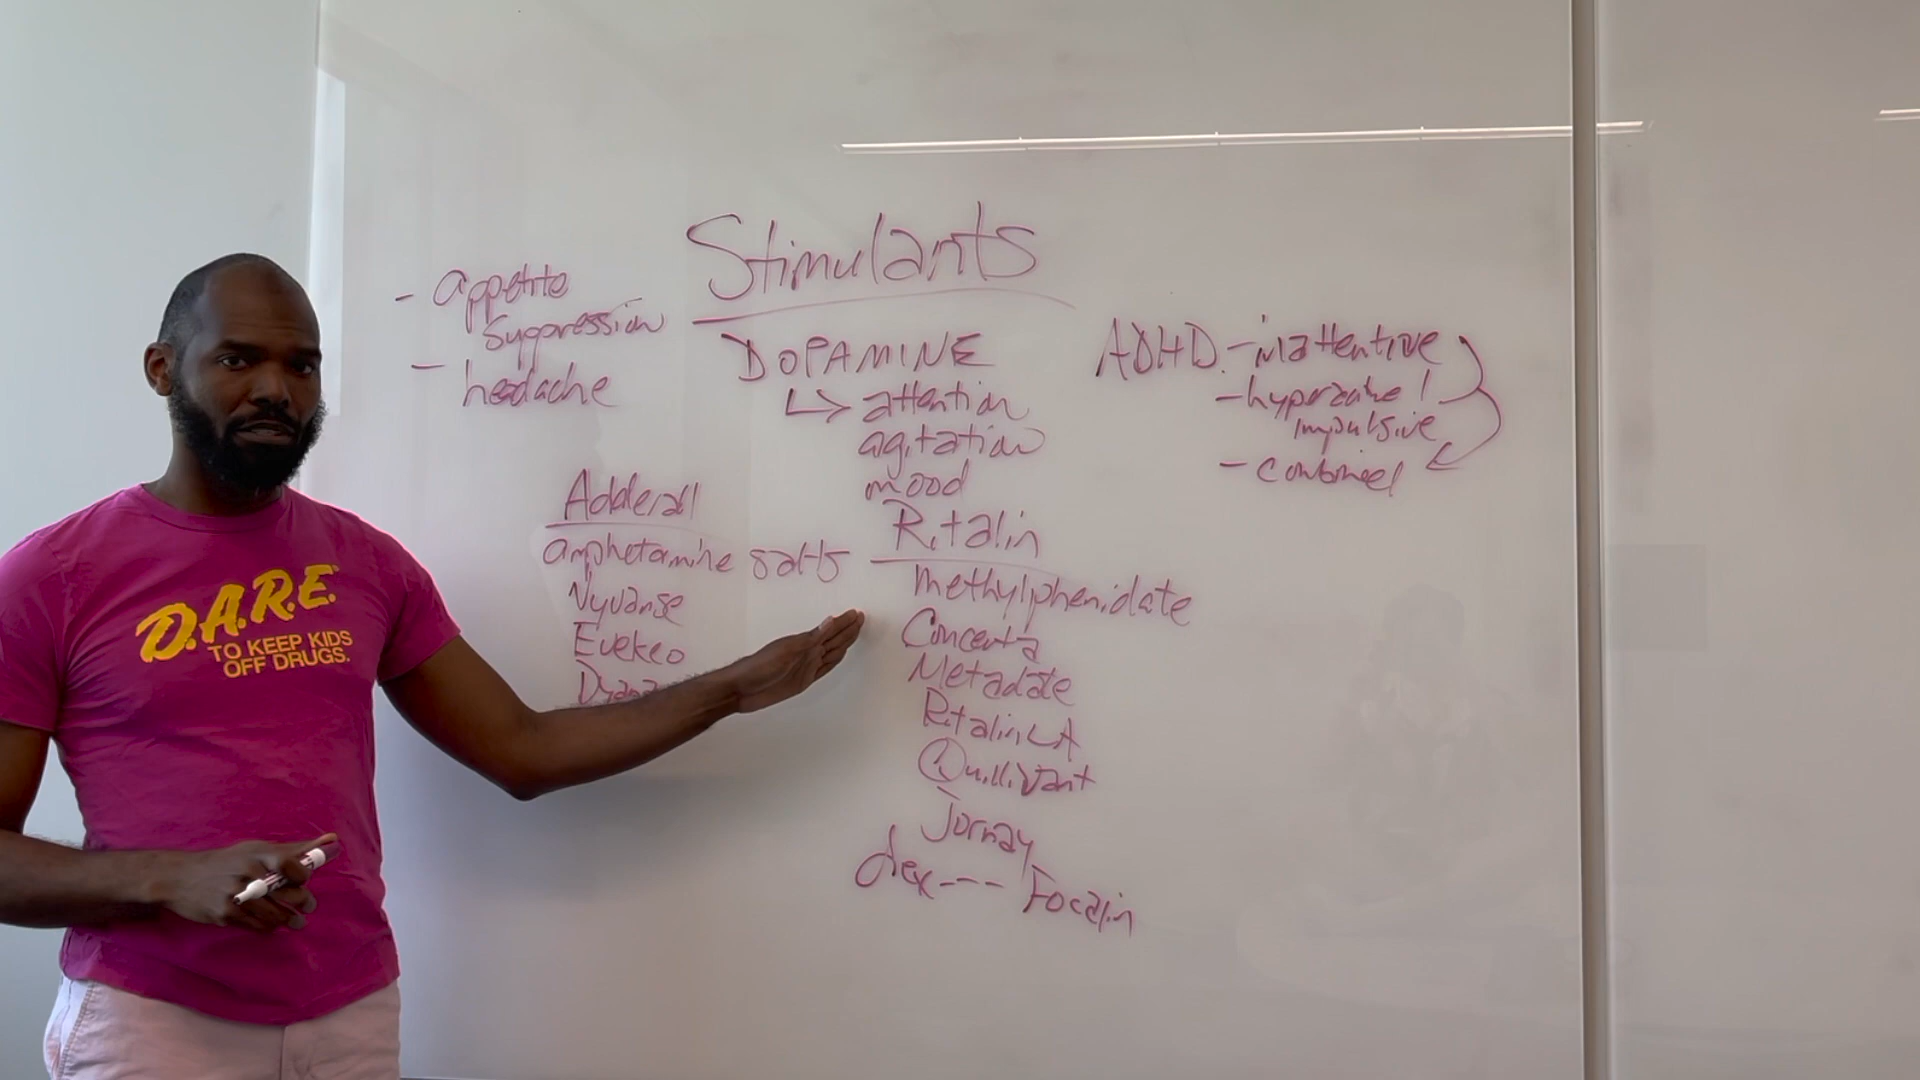 Stimulants
- appetite
suppression
- headache
DOPAMINE
↳ attention
agitation
mood
ADHD - inattentive
- hyperactive /
impulsive
- combined
Adderall
amphetamine salts
Vyvanse
Evekeo
Ritalin
methylphenidate
Concerta
Metadate
Ritalin LA
Quillivant
Jornay
dex--- Focalin
D.A.R.E.
TO KEEP KIDS
OFF DRUGS.